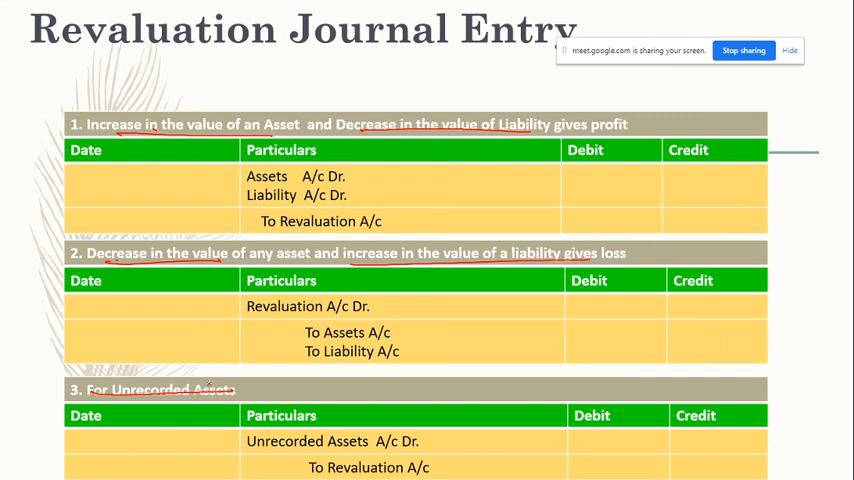 Revaluation Journal Entry
meet.google.com is sharing your screen. Stop sharing Hide
1. Increase in the value of an Asset and Decrease in the value of Liability gives profit
Date Particulars Debit Credit
Assets A/c Dr.
Liability A/c Dr.
To Revaluation A/c
2. Decrease in the value of any asset and increase in the value of a liability gives loss
Date Particulars Debit Credit
Revaluation A/c Dr.
To Assets A/c
To Liability A/c
3. For Unrecorded Assets
Date Particulars Debit Credit
Unrecorded Assets A/c Dr.
To Revaluation A/c